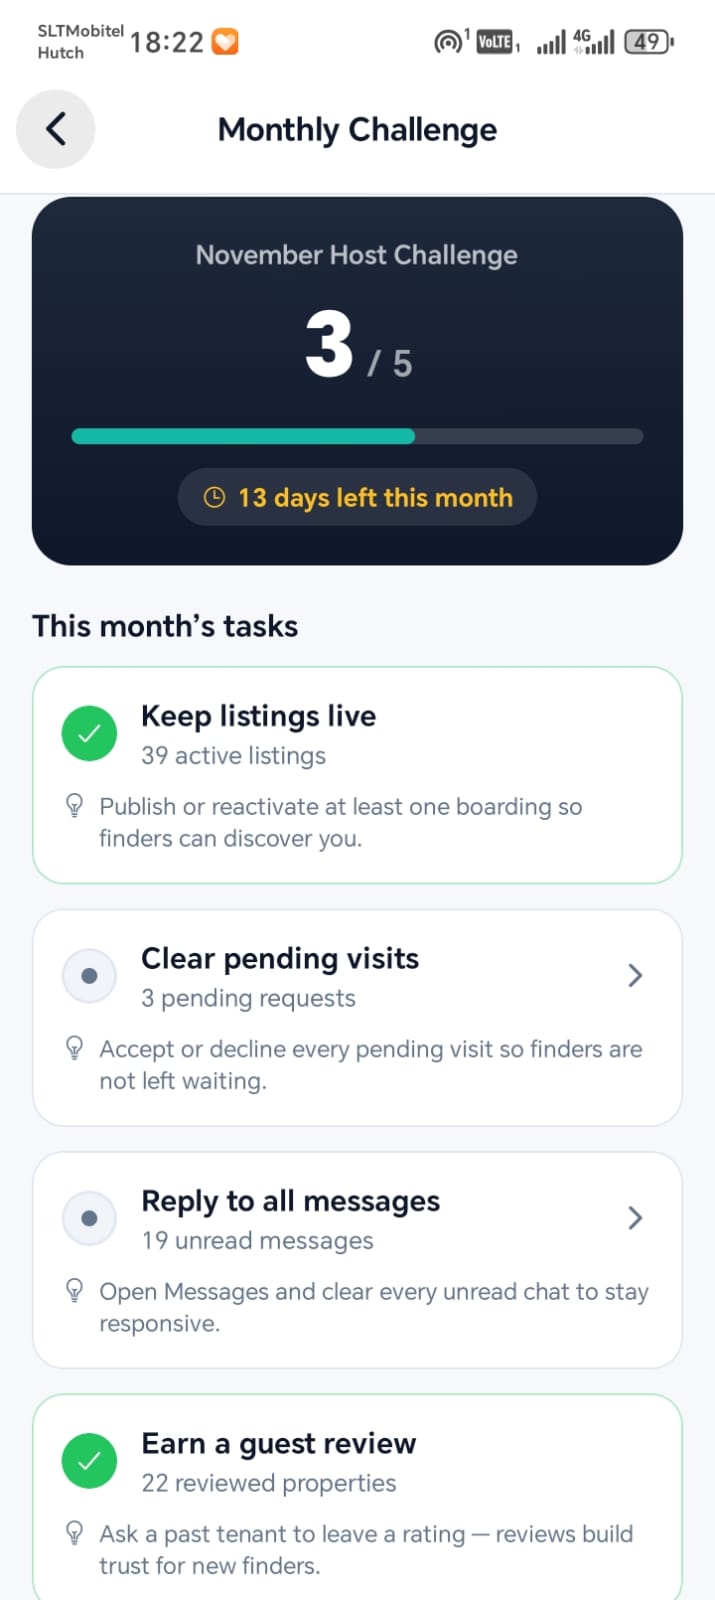 SLTMobitel
Hutch
18:22
1
VoLTE 1
4G
49
Monthly Challenge
November Host Challenge
3 / 5
13 days left this month
This month’s tasks
Keep listings live
39 active listings
Publish or reactivate at least one boarding so
finders can discover you.
Clear pending visits
3 pending requests
Accept or decline every pending visit so finders are
not left waiting.
Reply to all messages
19 unread messages
Open Messages and clear every unread chat to stay
responsive.
Earn a guest review
22 reviewed properties
Ask a past tenant to leave a rating — reviews build
trust for new finders.